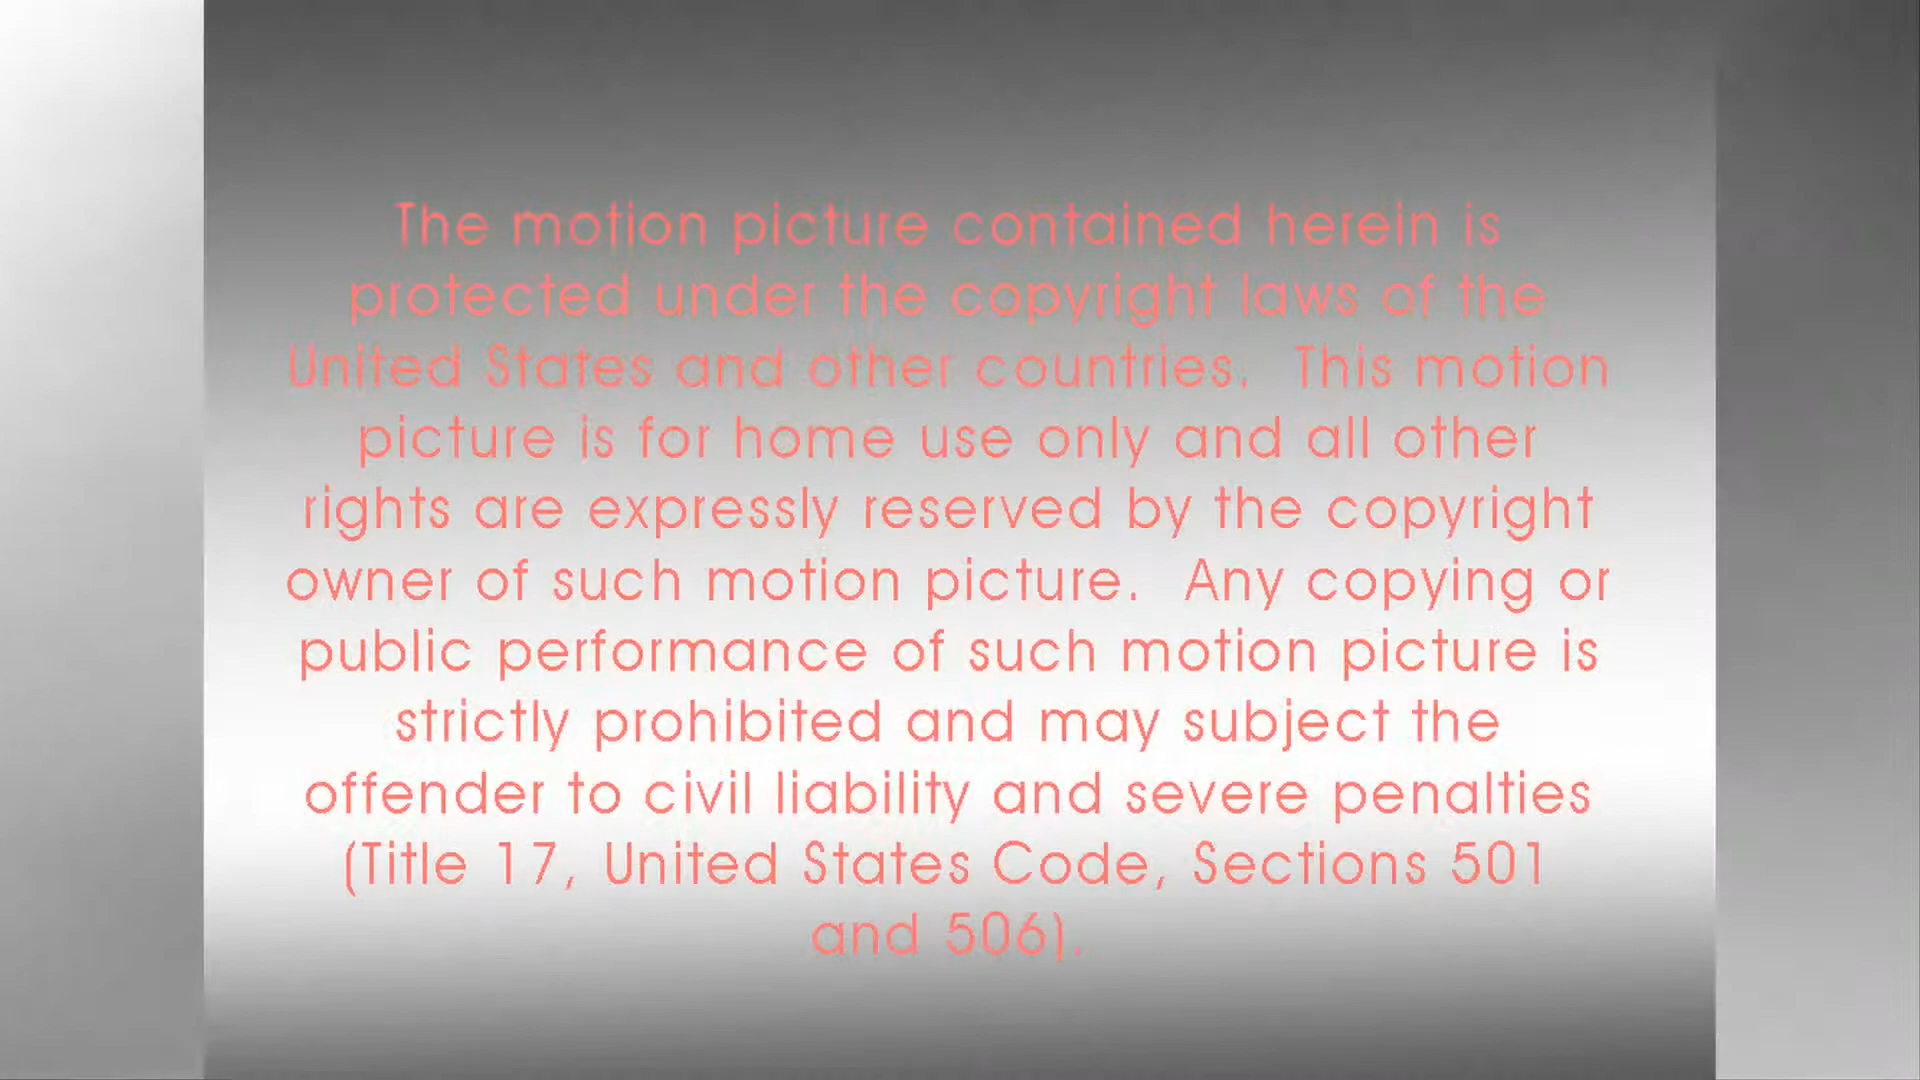 The motion picture contained herein is
protected under the copyright laws of the
United States and other countries.  This motion
picture is for home use only and all other
rights are expressly reserved by the copyright
owner of such motion picture.  Any copying or
public performance of such motion picture is
strictly prohibited and may subject the
offender to civil liability and severe penalties
(Title 17, United States Code, Sections 501
and 506).